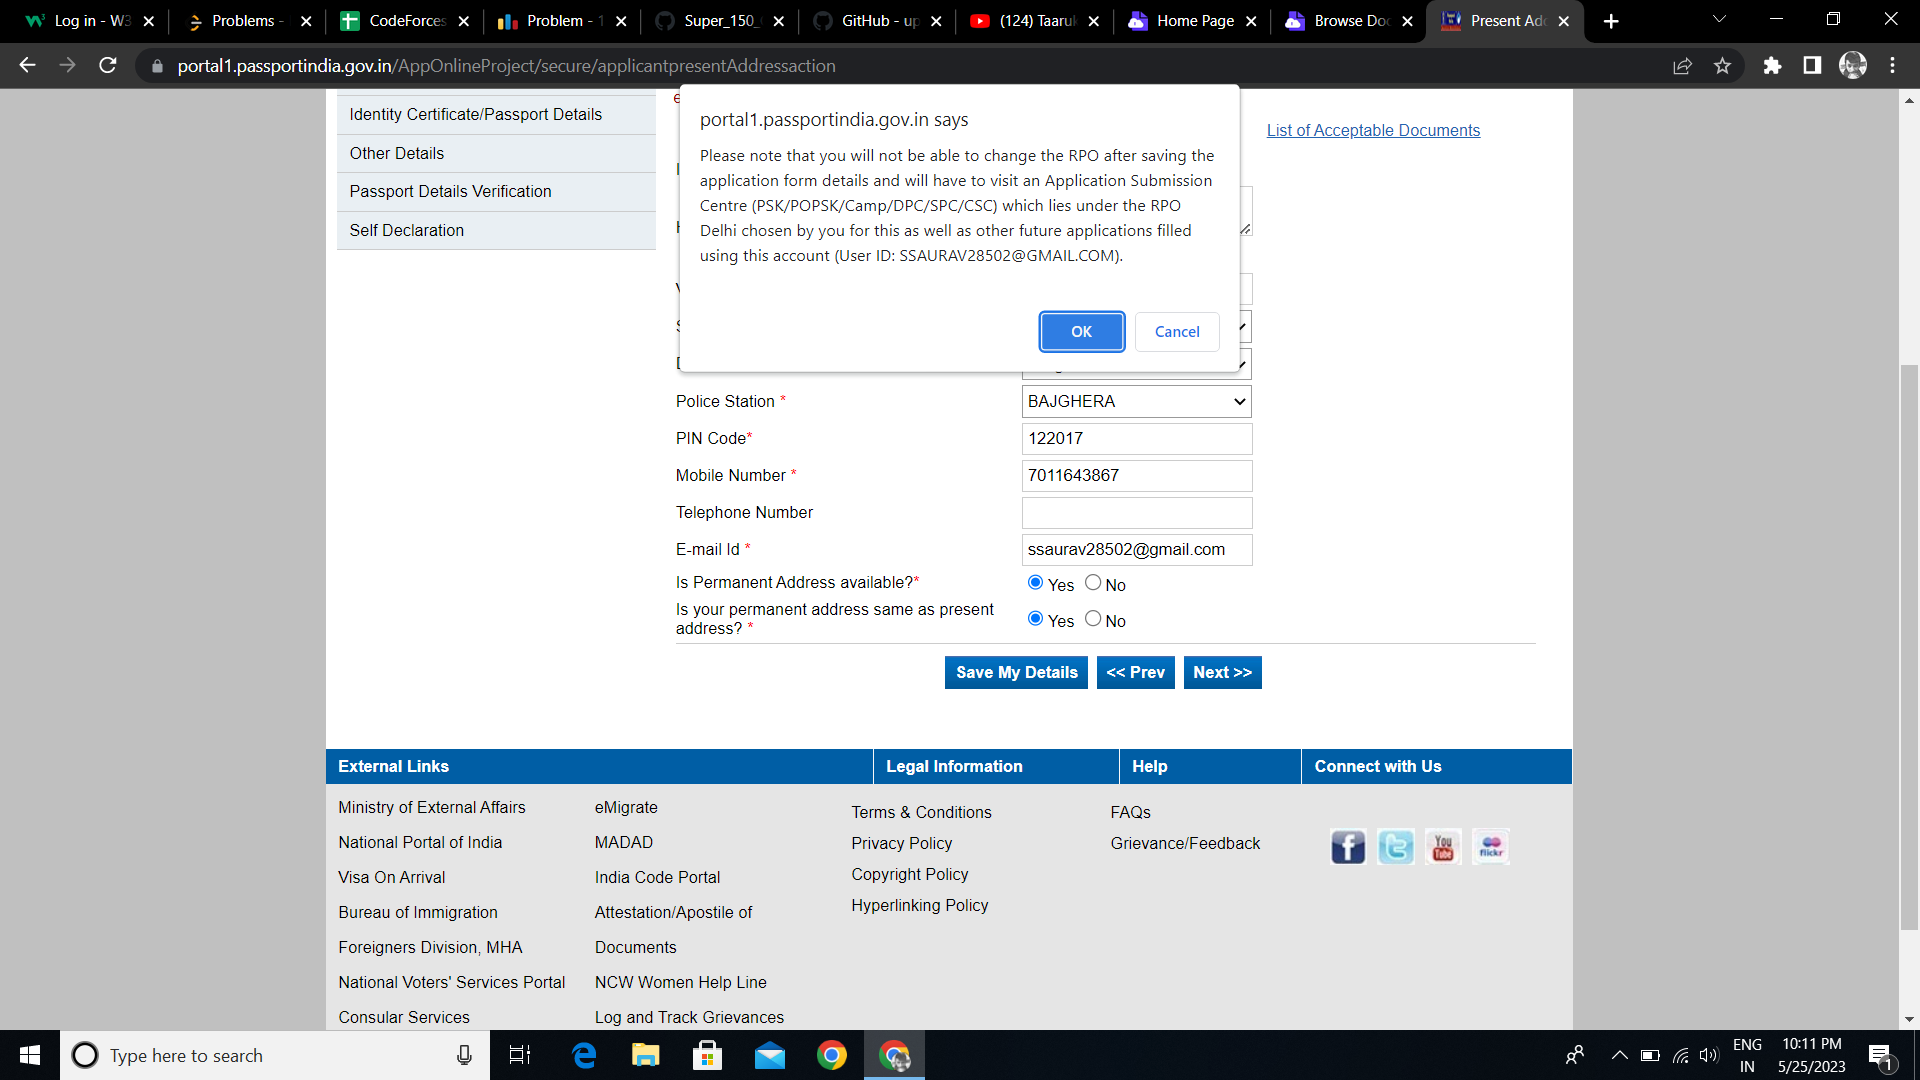 Log in - W3
Problems -
CodeForces
Problem - 1
Super_150_
GitHub - up
(124) Taaruk
Home Page
Browse Doc
Present Add
portal1.passportindia.gov.in/AppOnlineProject/secure/applicantpresentAddressaction
Identity Certificate/Passport Details
Other Details
Passport Details Verification
Self Declaration
portal1.passportindia.gov.in says
Please note that you will not be able to change the RPO after saving the
application form details and will have to visit an Application Submission
Centre (PSK/POPSK/Camp/DPC/SPC/CSC) which lies under the RPO
Delhi chosen by you for this as well as other future applications filled
using this account (User ID: SSAURAV28502@GMAIL.COM).
OK Cancel
List of Acceptable Documents
Police Station * BAJGHERA
PIN Code* 122017
Mobile Number * 7011643867
Telephone Number
E-mail Id * ssaurav28502@gmail.com
Is Permanent Address available?* Yes No
Is your permanent address same as present
address? * Yes No
Save My Details << Prev Next >>
External Links Legal Information Help Connect with Us
Ministry of External Affairs
National Portal of India
Visa On Arrival
Bureau of Immigration
Foreigners Division, MHA
National Voters' Services Portal
Consular Services
eMigrate
MADAD
India Code Portal
Attestation/Apostile of
Documents
NCW Women Help Line
Log and Track Grievances
Terms & Conditions
Privacy Policy
Copyright Policy
Hyperlinking Policy
FAQs
Grievance/Feedback
You
Tube
flickr
Type here to search
ENG
IN
10:11 PM
5/25/2023
1